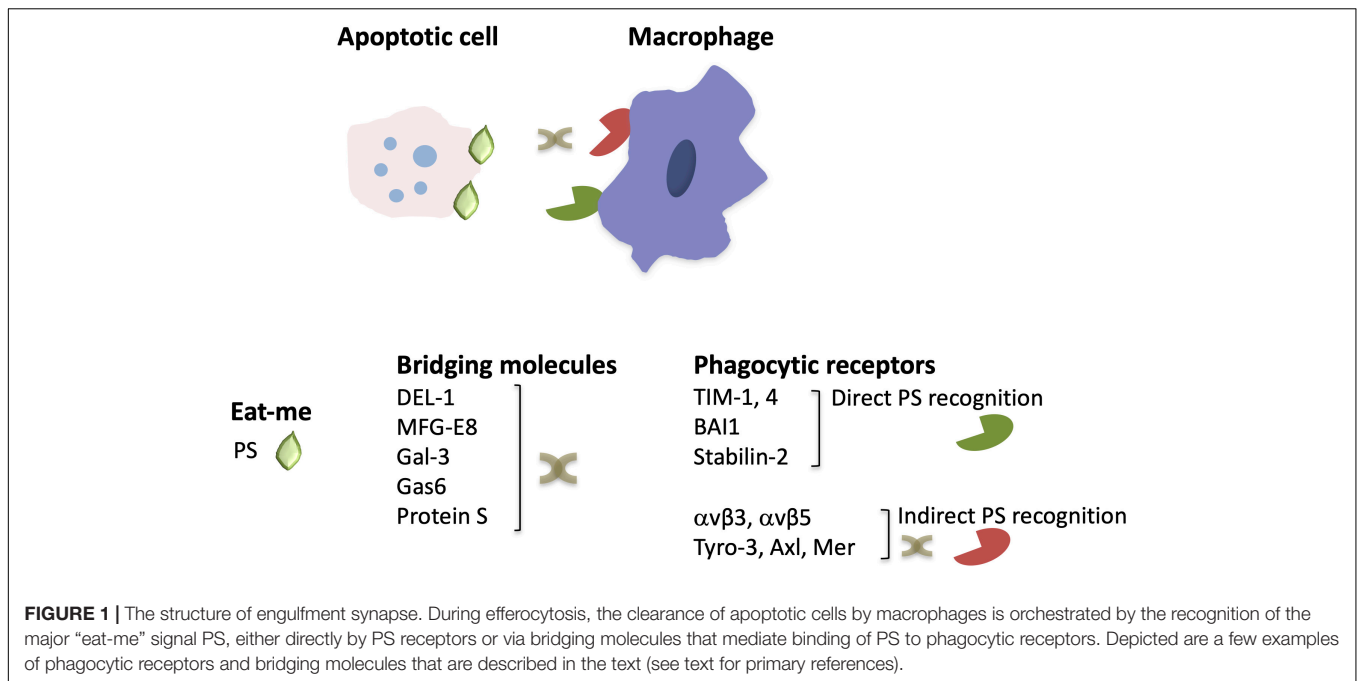 Apoptotic cell
Macrophage
Eat-me
PS
Bridging molecules
DEL-1
MFG-E8
Gal-3
Gas6
Protein S
Phagocytic receptors
TIM-1, 4
BAI1
Stabilin-2
Direct PS recognition
αvβ3, αvβ5
Tyro-3, Axl, Mer
Indirect PS recognition
FIGURE 1 | The structure of engulfment synapse. During efferocytosis, the clearance of apoptotic cells by macrophages is orchestrated by the recognition of the
major “eat-me” signal PS, either directly by PS receptors or via bridging molecules that mediate binding of PS to phagocytic receptors. Depicted are a few examples
of phagocytic receptors and bridging molecules that are described in the text (see text for primary references).